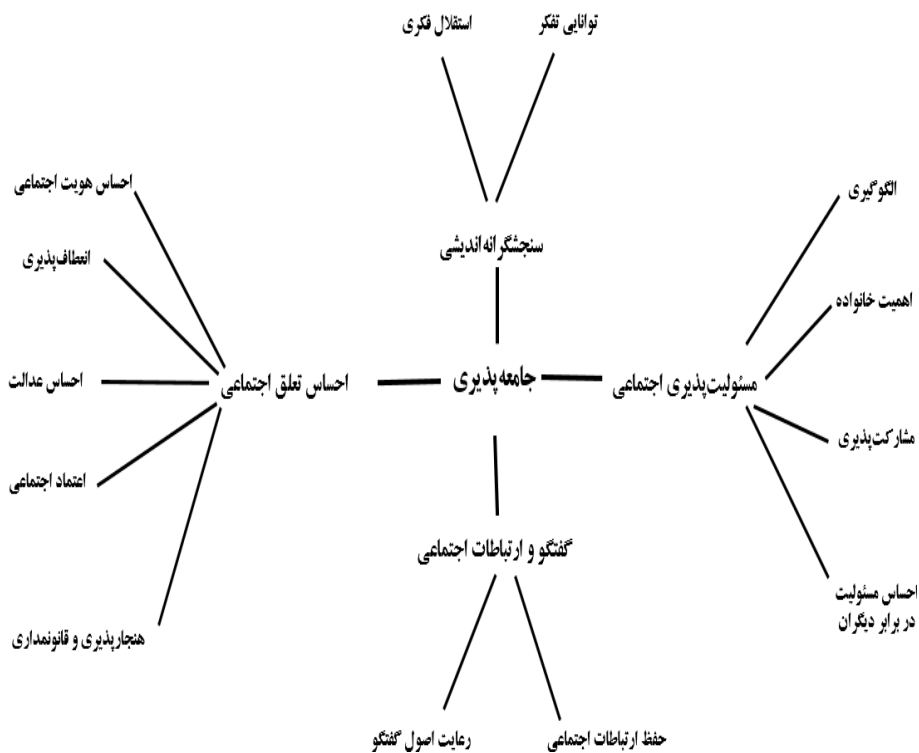 توانایی تفکر
استقلال فکری
سنجشگرانه‌اندیشی
الگوگیری
اهمیت خانواده
مشارکت‌پذیری
احساس مسئولیت
در برابر دیگران
مسئولیت‌پذیری اجتماعی
جامعه‌پذیری
احساس تعلق اجتماعی
احساس هویت اجتماعی
انعطاف‌پذیری
احساس عدالت
اعتماد اجتماعی
هنجارپذیری و قانونمداری
گفتگو و ارتباطات اجتماعی
حفظ ارتباطات اجتماعی
رعایت اصول گفتگو